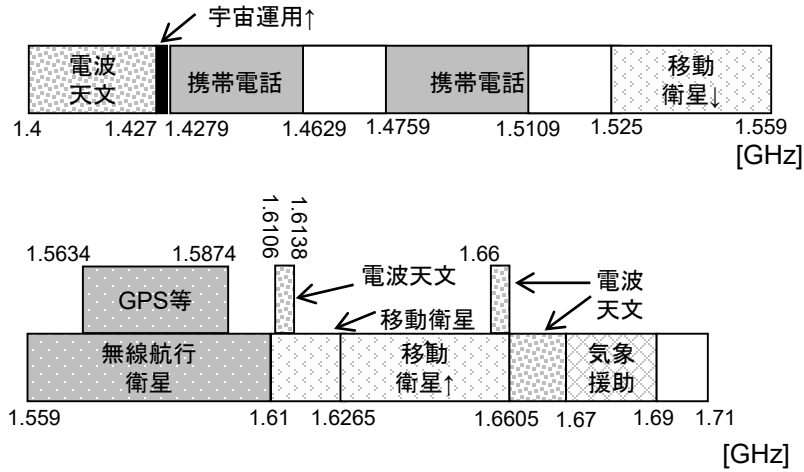 宇宙運用↑
電波
天文
携帯電話
携帯電話
移動
衛星↓
1.4
1.427
1.4279
1.4629
1.4759
1.5109
1.525
1.559
[GHz]
1.6106
1.6138
1.5634
1.5874
1.66
GPS等
電波天文
電波
天文
移動衛星
↑
無線航行
衛星
移動
衛星↑
気象
援助
1.559
1.61
1.6265
1.6605
1.67
1.69
1.71
[GHz]